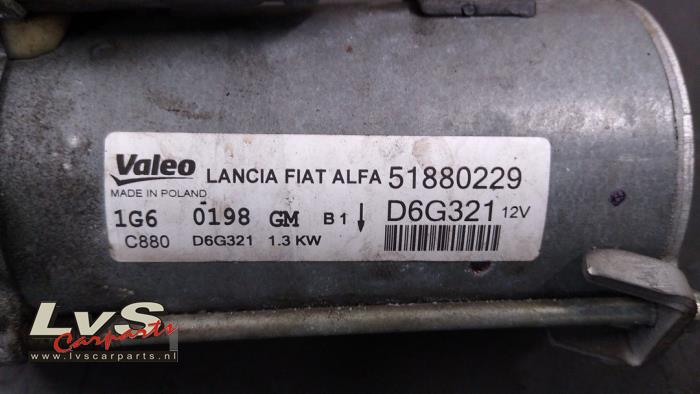 Valeo LANCIA FIAT ALFA 51880229
MADE IN POLAND
1G6 0198 GM B1 ↓ D6G321 12V
C880 D6G321 1.3 KW
LvS
Carparts
www.lvscarparts.nl